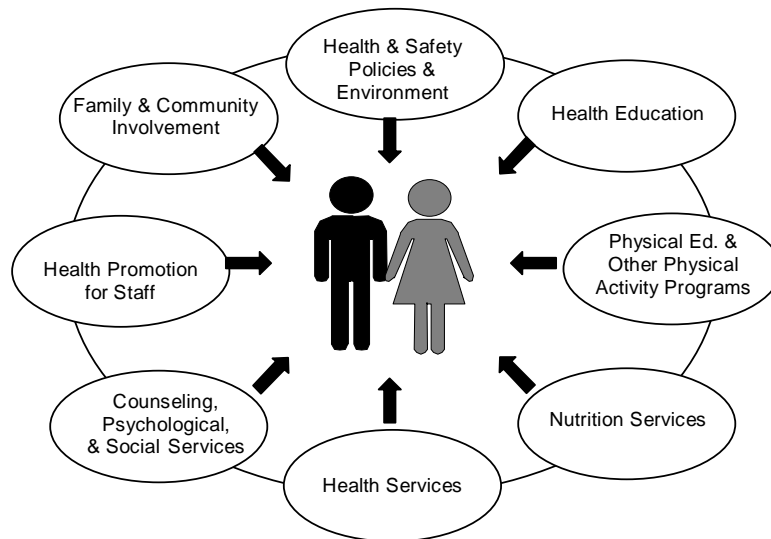 Health & Safety
Policies &
Environment
Family & Community
Involvement
Health Education
Health Promotion
for Staff
Physical Ed. &
Other Physical
Activity Programs
Counseling,
Psychological,
& Social Services
Nutrition Services
Health Services